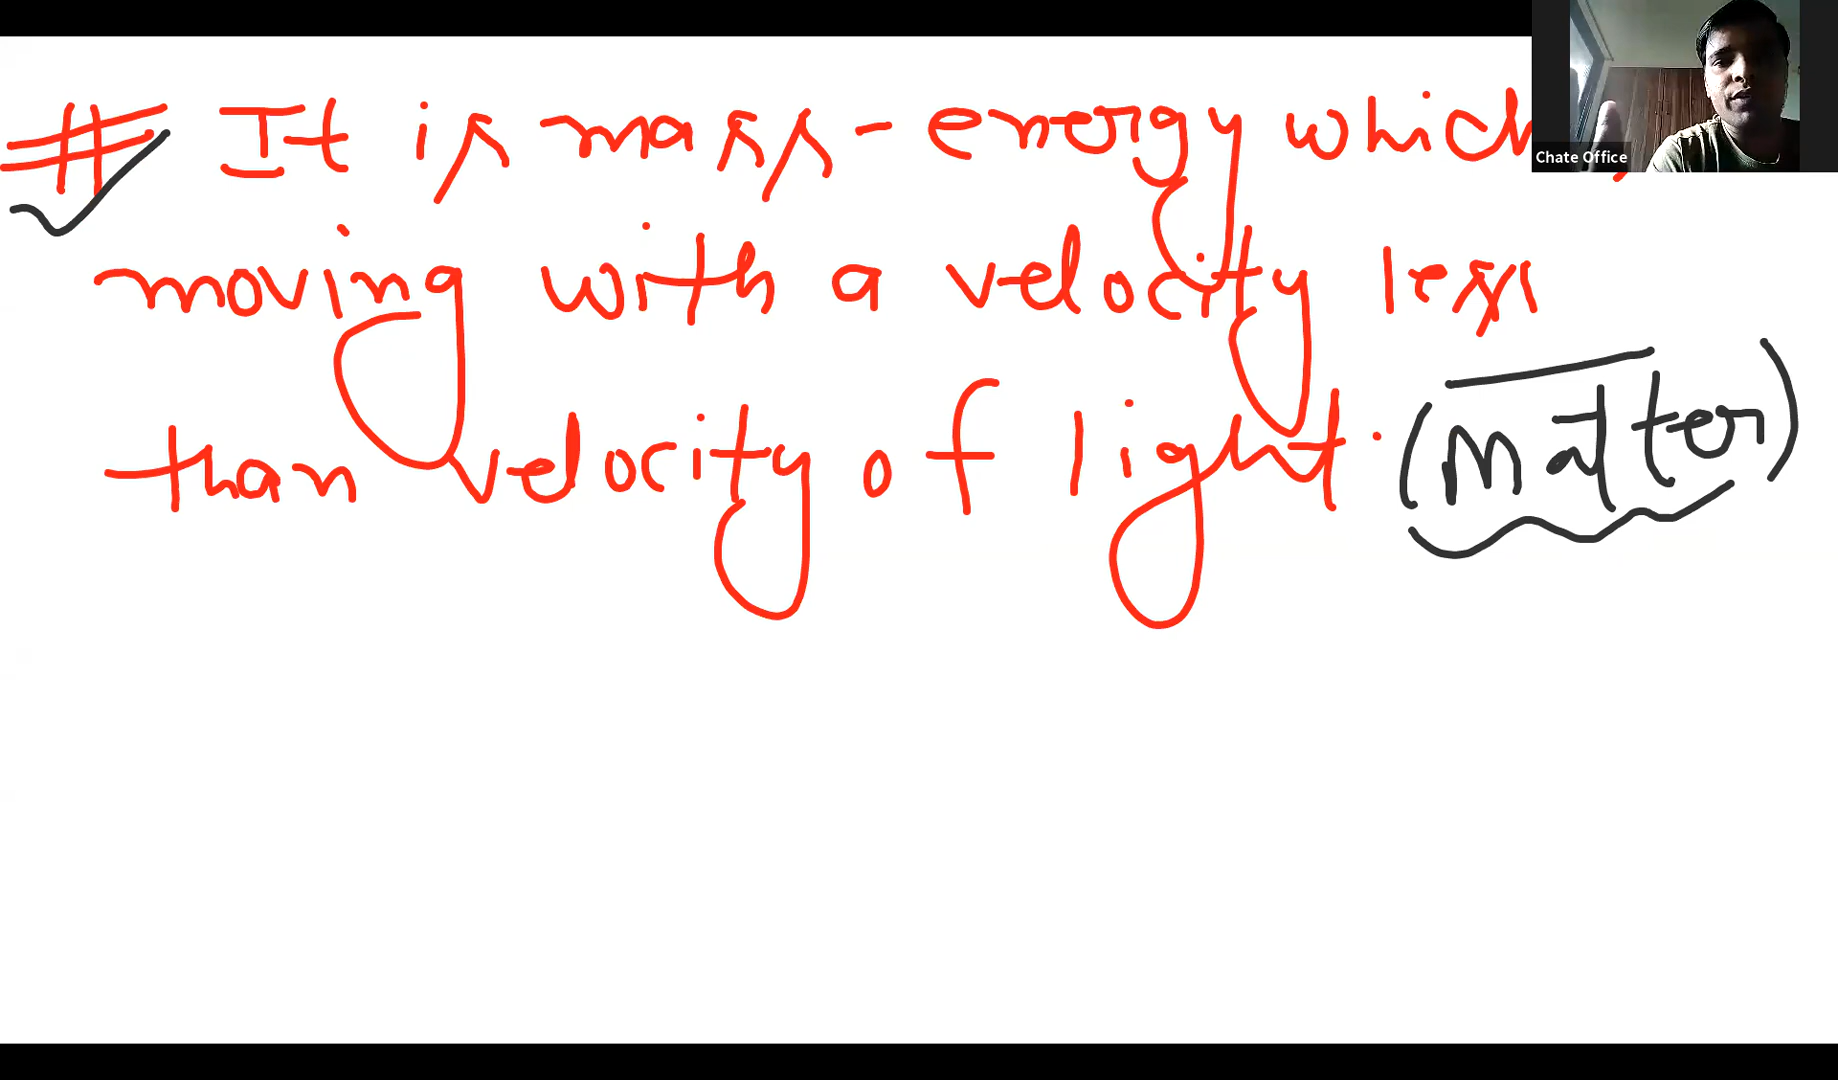 # It is mass-energy which
Chate Office
moving with a velocity less
than velocity of light. (Matter)